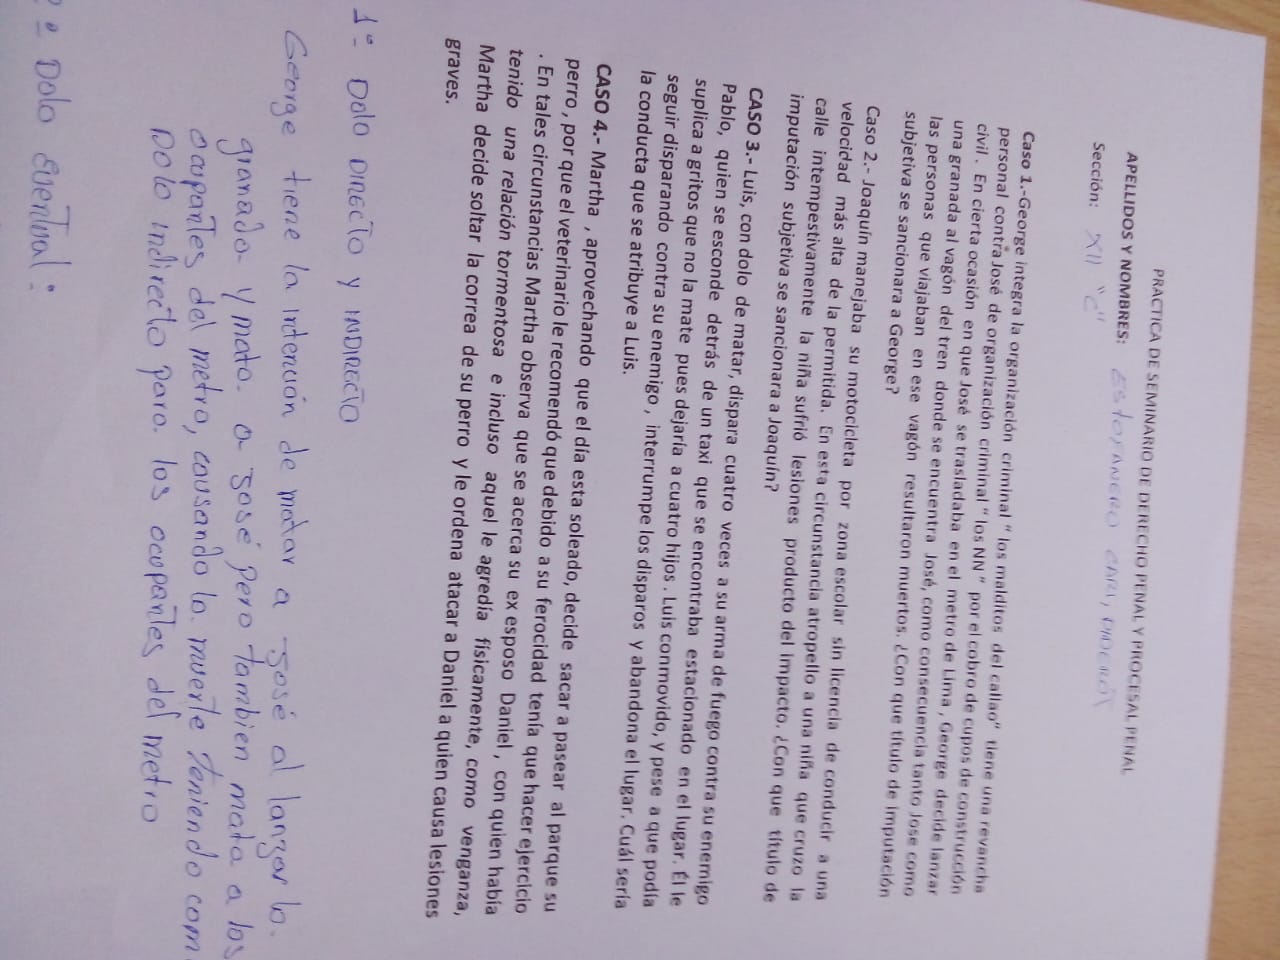 PRACTICA DE SEMINARIO DE DERECHO PENAL Y PROCESAL PENAL
APELLIDOS Y NOMBRES: ESTOFANERO CARI, DIDEROT
Sección: XII "C"
Caso 1.-George integra la organización criminal " los malditos del callao" tiene una revancha
personal contra José de organización criminal " los NN " por el cobro de cupos de construcción
civil . En cierta ocasión en que José se trasladaba en el metro de Lima , George decide lanzar
una granada al vagón del tren donde se encuentra José, como consecuencia tanto Jose como
las personas que viajaban en ese vagón resultaron muertos. ¿Con que título de imputación
subjetiva se sancionara a George?
Caso 2.- Joaquín manejaba su motocicleta por zona escolar sin licencia de conducir a una
velocidad más alta de la permitida. En esta circunstancia atropello a una niña que cruzo la
calle intempestivamente la niña sufrió lesiones producto del impacto. ¿Con que título de
imputación subjetiva se sancionara a Joaquín?
CASO 3.- Luis, con dolo de matar, dispara cuatro veces a su arma de fuego contra su enemigo
Pablo, quien se esconde detrás de un taxi que se encontraba estacionado en el lugar. Él le
suplica a gritos que no la mate pues dejaría a cuatro hijos . Luis conmovido, y pese a que podía
seguir disparando contra su enemigo , interrumpe los disparos y abandona el lugar. Cuál sería
la conducta que se atribuye a Luis.
CASO 4.- Martha , aprovechando que el día esta soleado, decide sacar a pasear al parque su
perro , por que el veterinario le recomendó que debido a su ferocidad tenía que hacer ejercicio
. En tales circunstancias Martha observa que se acerca su ex esposo Daniel , con quien había
tenido una relación tormentosa e incluso aquel le agredía físicamente, como venganza,
Martha decide soltar la correa de su perro y le ordena atacar a Daniel a quien causa lesiones
graves.
1º Dolo DIRECTO y INDIRECTO
George tiene la intención de matar a José al lanzar la
granada y mata a José pero tambien mata a los
ocupantes del metro, causando la muerte teniendo com
Dolo indirecto para los ocupantes del metro
2º Dolo Eventual: